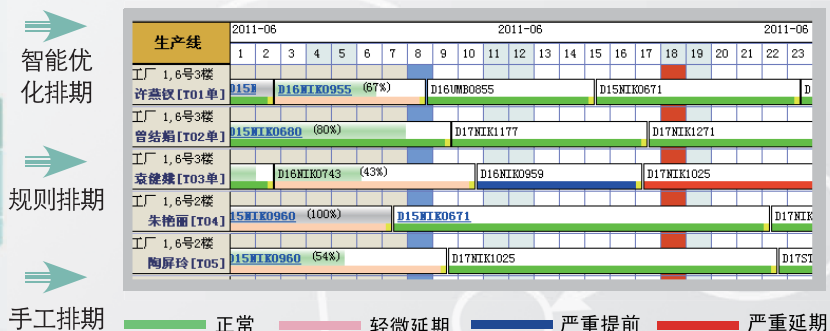 智能优
化排期
规则排期
手工排期
生产线
2011-06 2011-06 2011-06
1 2 3 4 5 6 7 8 9 10 11 12 13 14 15 16 17 18 19 20 21 22 23
工厂 1,6号3楼
许燕钗[T01单] D15N D16NIK0955 (67%) D16UMB0855 D15NIK0671 D
工厂 1,6号3楼
曾结娟[T02单] D15NIK0680 (80%) D17NIK1177 D17NIK1271
工厂 1,6号3楼
袁健娥[T03单] D16NIK0743 (43%) D16NIK0959 D17NIK1025
工厂 1,6号2楼
朱艳丽[T04] 15NIK0960 (100%) D15NIK0671 D17NIK
工厂 1,6号2楼
陶屏玲[T05] 15NIK0960 (54%) D17NIK1025 D17ST
正常 轻微延期 严重提前 严重延期